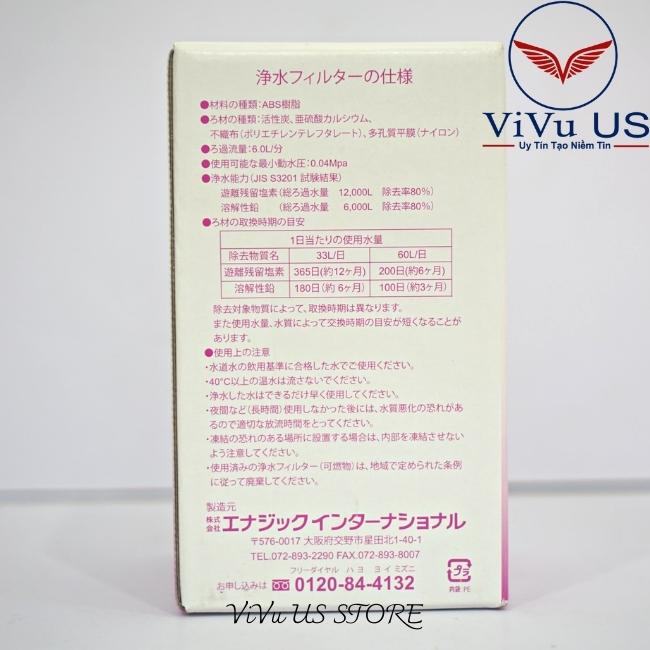 ViVu US
Uy Tín Tạo Niềm Tin
浄水フィルターの仕様
●材料の種類:ABS樹脂
●ろ材の種類:活性炭、亜硫酸カルシウム、
不織布(ポリエチレンテレフタレート)、多孔質平膜(ナイロン)
●ろ過流量:6.0L/分
●使用可能な最小動水圧:0.04Mpa
●浄水能力(JIS S3201 試験結果)
遊離残留塩素(総ろ過水量 12,000L 除去率80%)
溶解性鉛 (総ろ過水量 6,000L 除去率80%)
●ろ材の取換時期の目安
1日当たりの使用水量
除去物質名 33L/日 60L/日
遊離残留塩素 365日(約12ヶ月) 200日(約6ヶ月)
溶解性鉛 180日(約 6ヶ月) 100日(約3ヶ月)
除去対象物質によって、取換時期は異なります。
また使用水量、水質によって交換時期の目安が短くなることが
あります。
●使用上の注意
・水道水の飲用基準に合格した水でご使用ください。
・40℃以上の温水は流さないでください。
・浄水した水はできるだけ早く使用してください。
・夜間など(長時間)使用しなかった後には、水質悪化の恐れがあ
るので適切な放流時間をとってください。
・凍結の恐れのある場所に設置する場合は、内部を凍結させない
よう注意してください。
・使用済みの浄水フィルター(可燃物)は、地域で定められた条例
に従って廃棄してください。
製造元
株式会社 エナジックインターナショナル
〒576-0017 大阪府交野市星田北1-40-1
TEL.072-893-2290 FAX.072-893-8007
フリーダイヤル ハ ヨ ヨイ ミズニ
お申し込みは 0120-84-4132
プラ
内袋:PE
ViVu US STORE